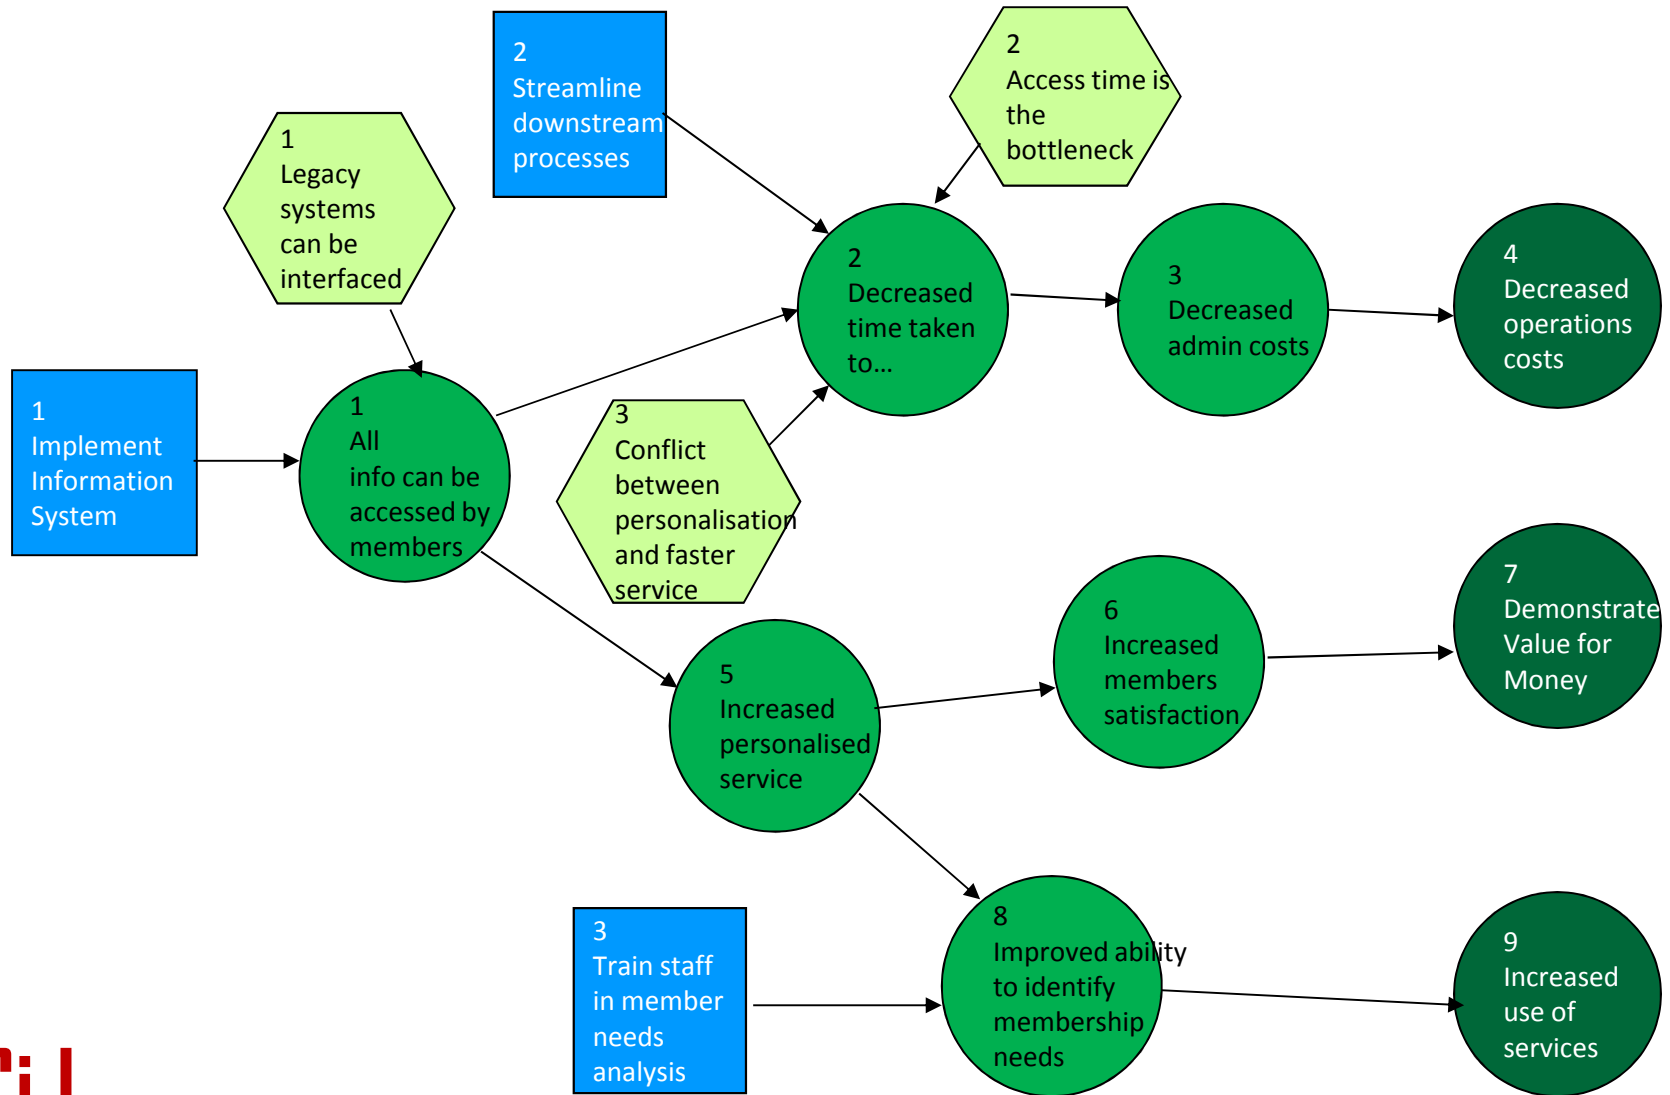 2
Streamline
downstream
processes
2
Access time is
the
bottleneck
1
Legacy
systems
can be
interfaced
2
Decreased
time taken
to...
3
Decreased
admin costs
4
Decreased
operations
costs
1
Implement
Information
System
1
All
info can be
accessed by
members
3
Conflict
between
personalisation
and faster
service
5
Increased
personalised
service
6
Increased
members
satisfaction
7
Demonstrate
Value for
Money
3
Train staff
in member
needs
analysis
8
Improved ability
to identify
membership
needs
9
Increased
use of
services